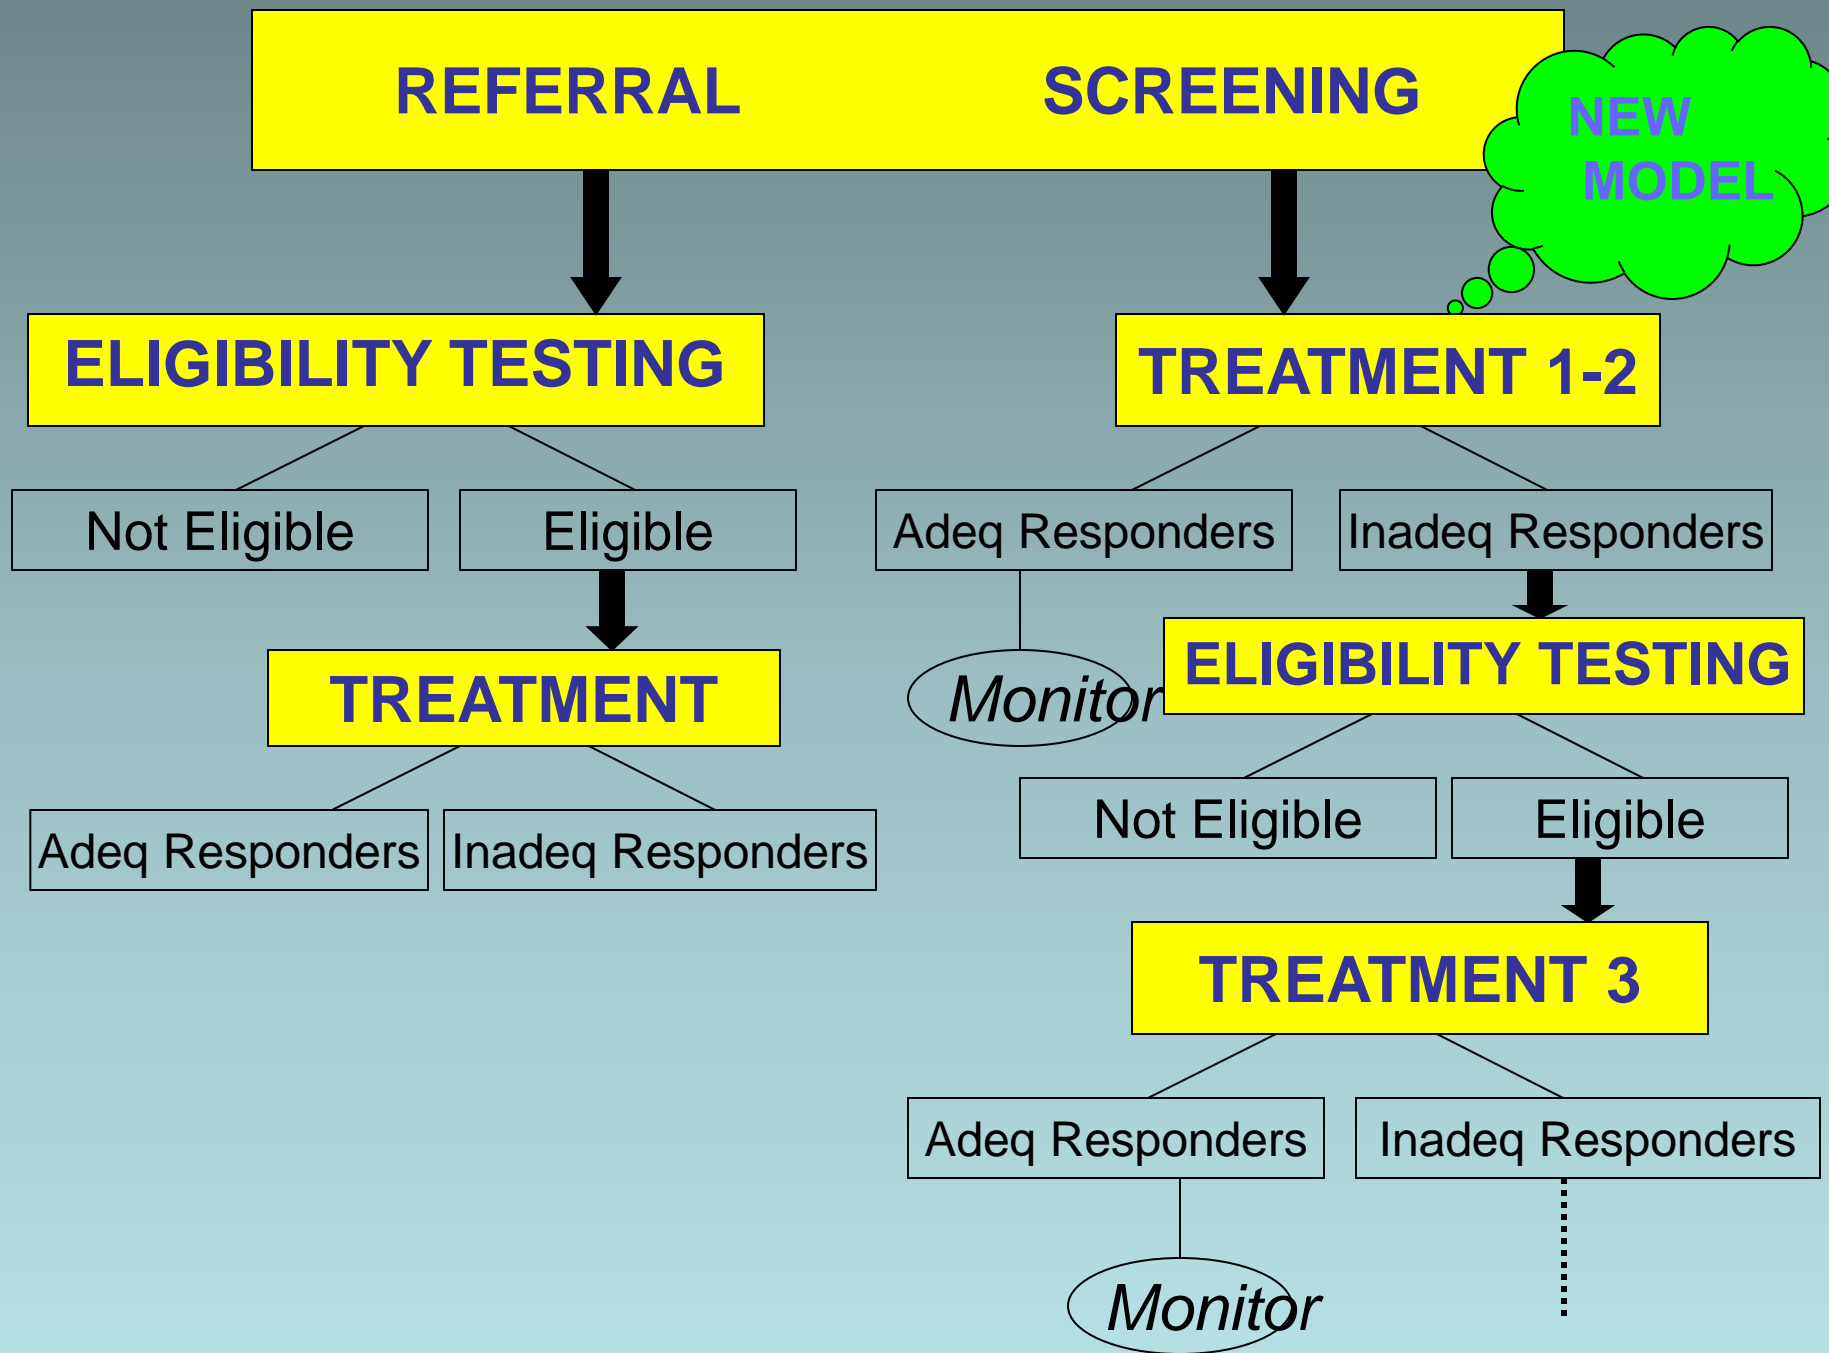 REFERRAL SCREENING
NEW
MODEL
ELIGIBILITY TESTING
TREATMENT 1-2
Not Eligible
Eligible
Adeq Responders
Inadeq Responders
TREATMENT
Monitor
ELIGIBILITY TESTING
Adeq Responders
Inadeq Responders
Not Eligible
Eligible
TREATMENT 3
Adeq Responders
Inadeq Responders
Monitor